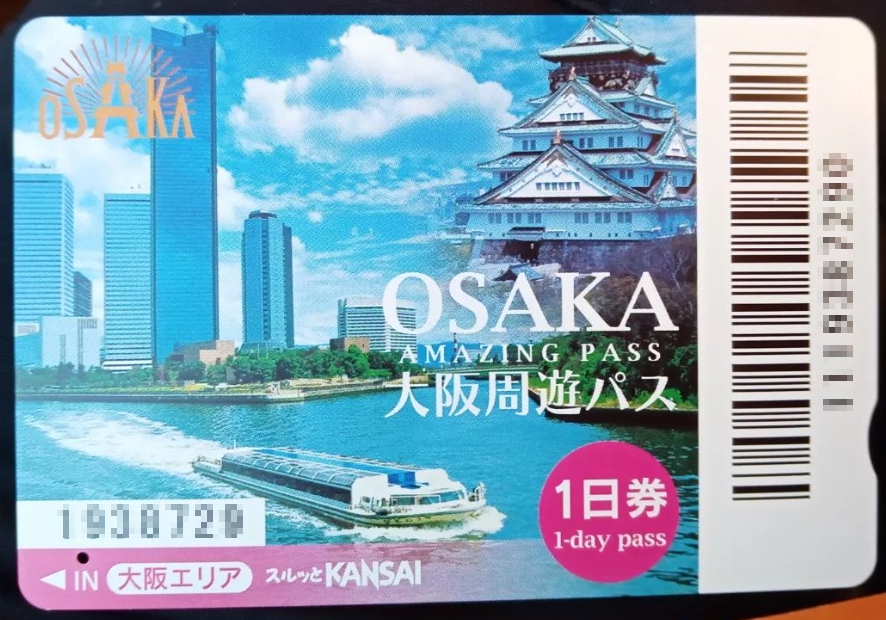 OSAKA
OSAKA
AMAZING PASS
大阪周遊パス
1日券
1-day pass
IN 大阪エリア スルッとKANSAI